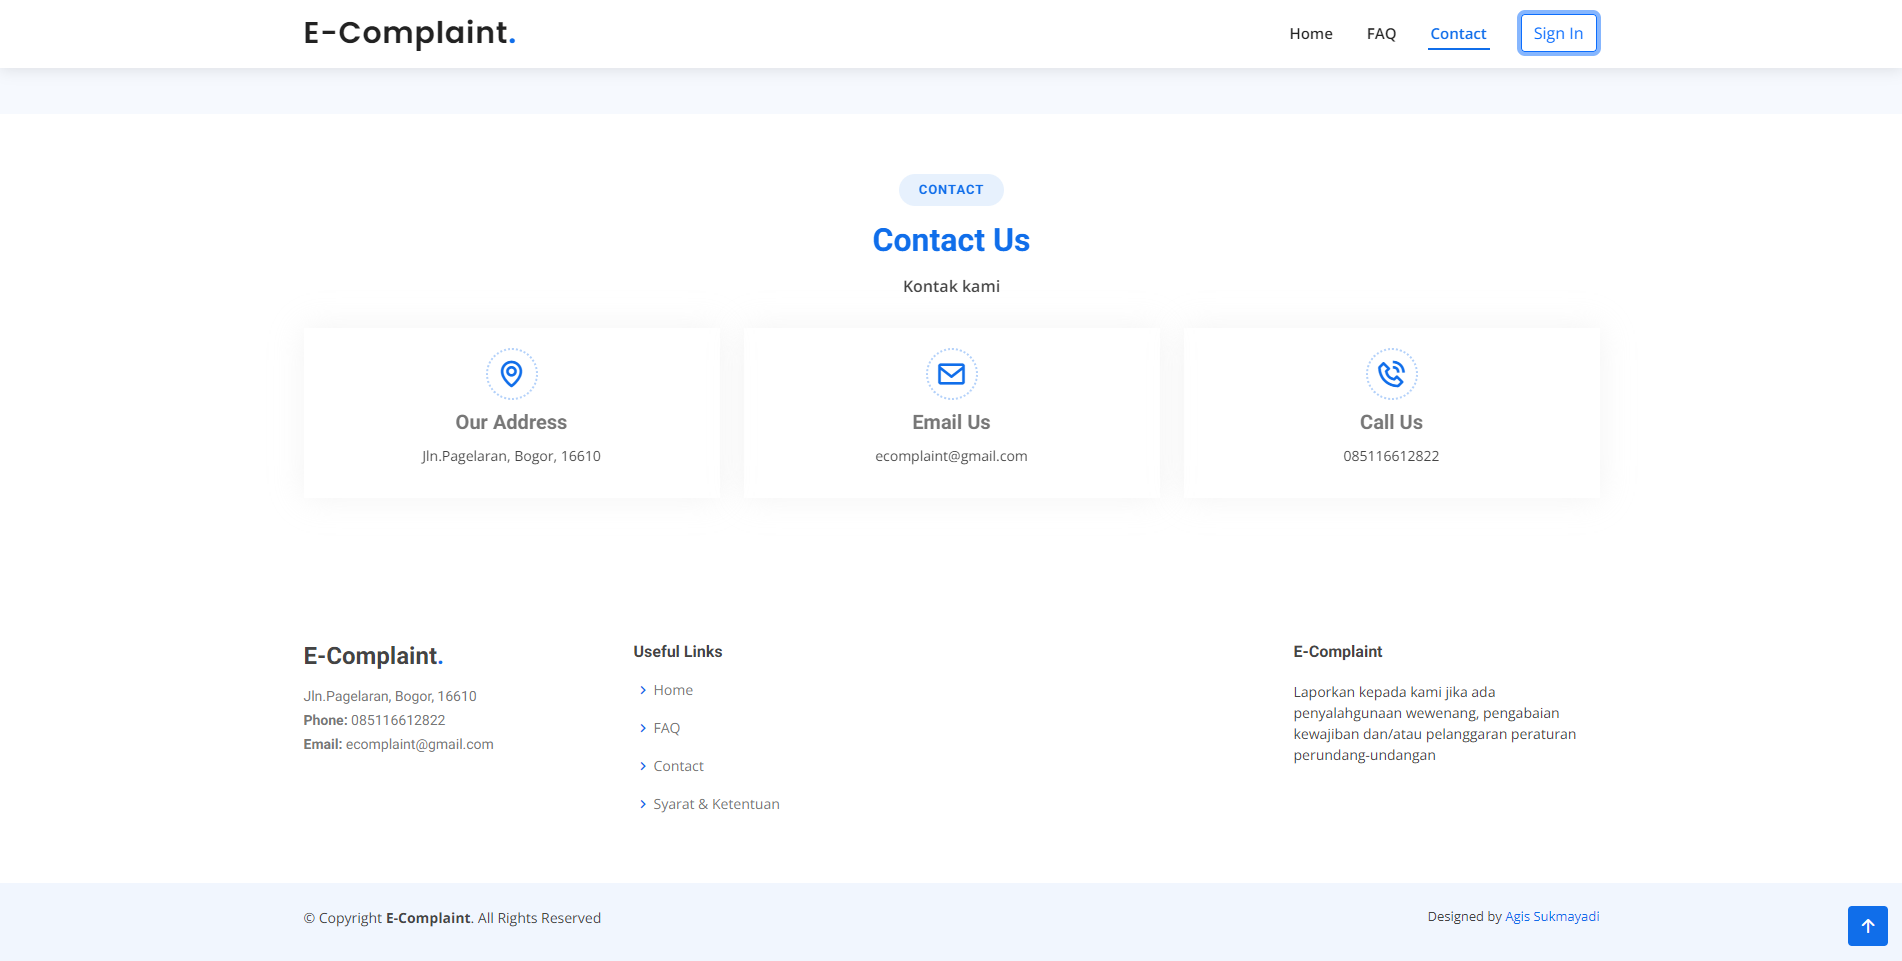 E-Complaint.
Home
FAQ
Contact
Sign In
CONTACT
Contact Us
Kontak kami
Our Address
Jln.Pagelaran, Bogor, 16610
Email Us
ecomplaint@gmail.com
Call Us
085116612822
E-Complaint.
Jln.Pagelaran, Bogor, 16610
Phone: 085116612822
Email: ecomplaint@gmail.com
Useful Links
Home
FAQ
Contact
Syarat & Ketentuan
E-Complaint
Laporkan kepada kami jika ada
penyalahgunaan wewenang, pengabaian
kewajiban dan/atau pelanggaran peraturan
perundang-undangan
© Copyright E-Complaint. All Rights Reserved
Designed by Agis Sukmayadi